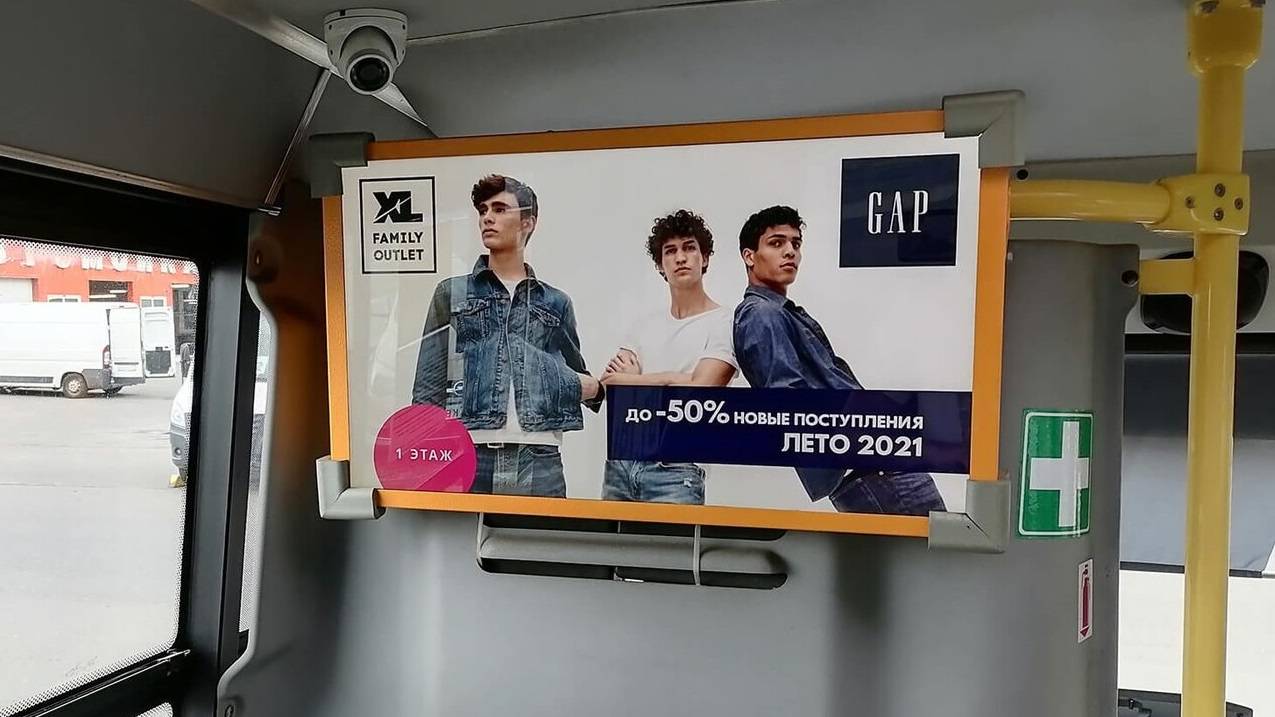 XL
FAMILY
OUTLET
GAP
до -50% НОВЫЕ ПОСТУПЛЕНИЯ
ЛЕТО 2021
1 ЭТАЖ